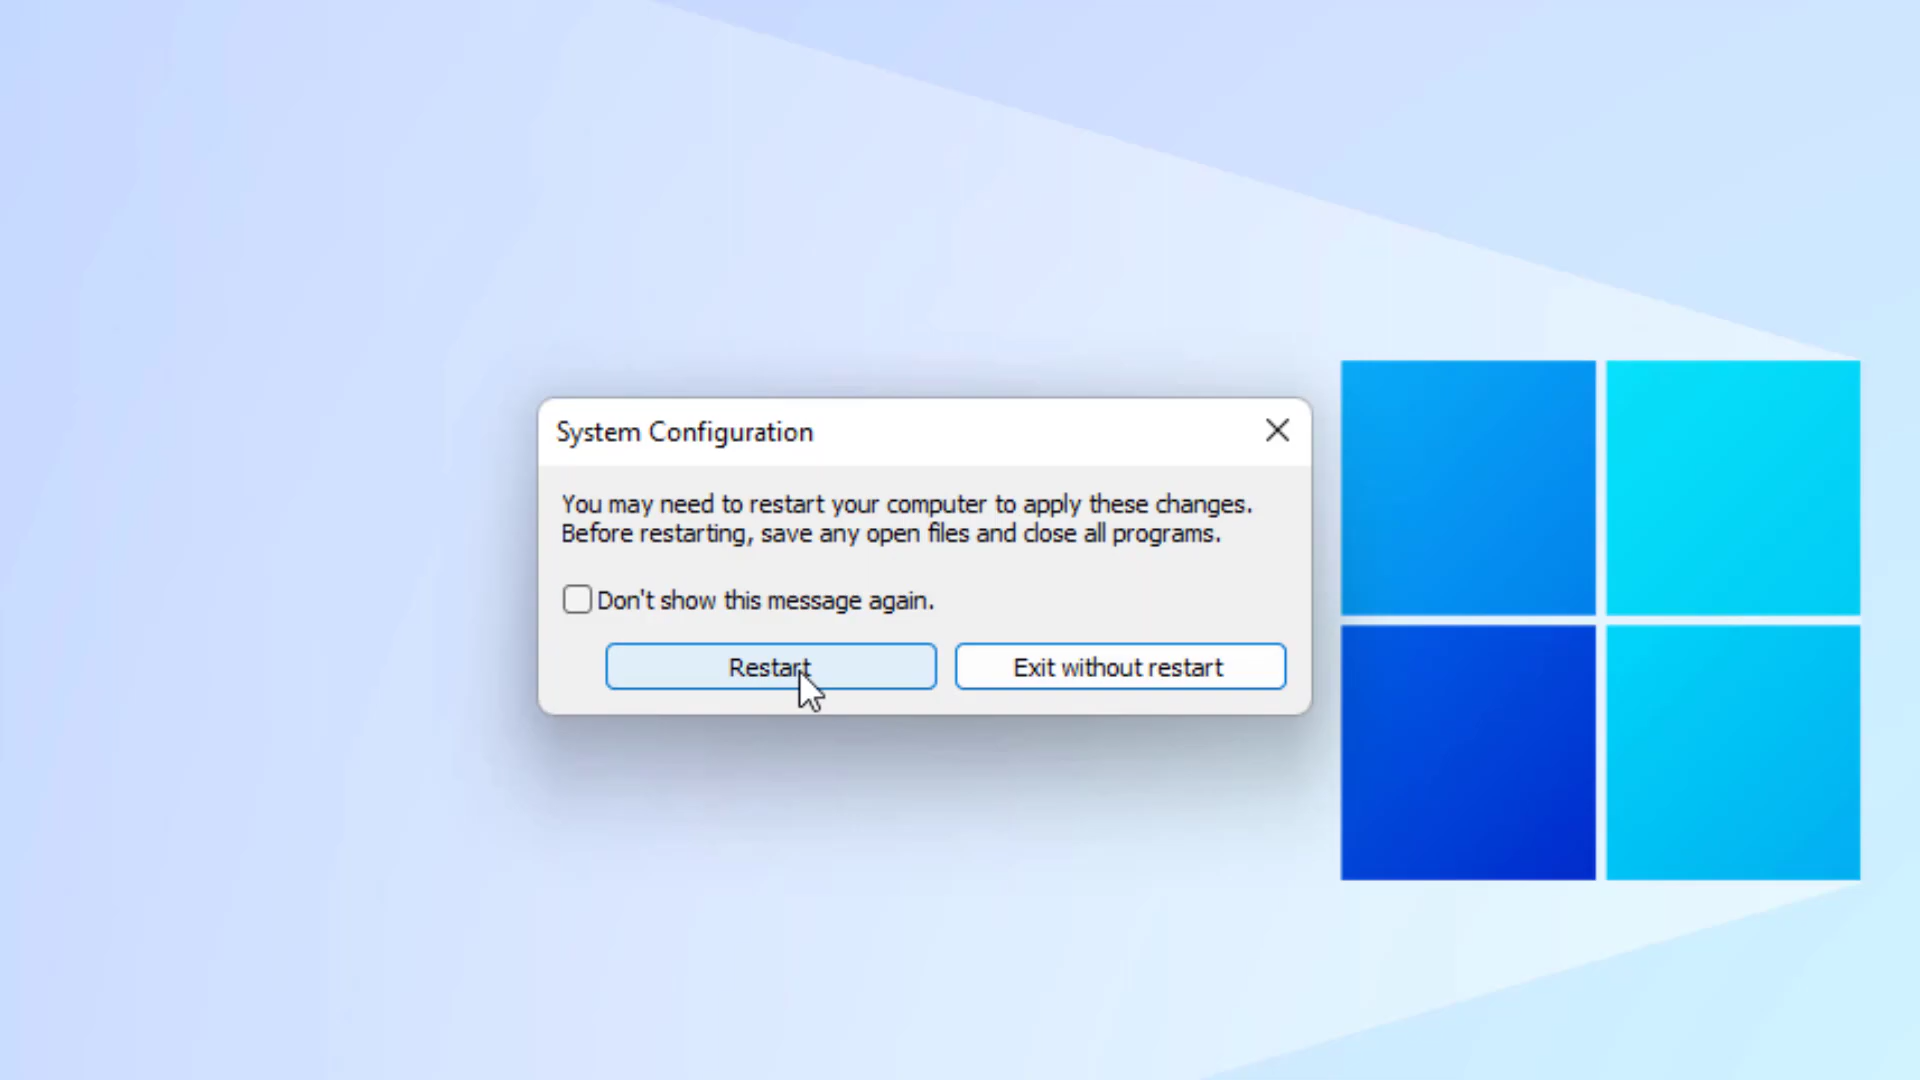 System Configuration
You may need to restart your computer to apply these changes.
Before restarting, save any open files and close all programs.
Don't show this message again.
Restart
Exit without restart